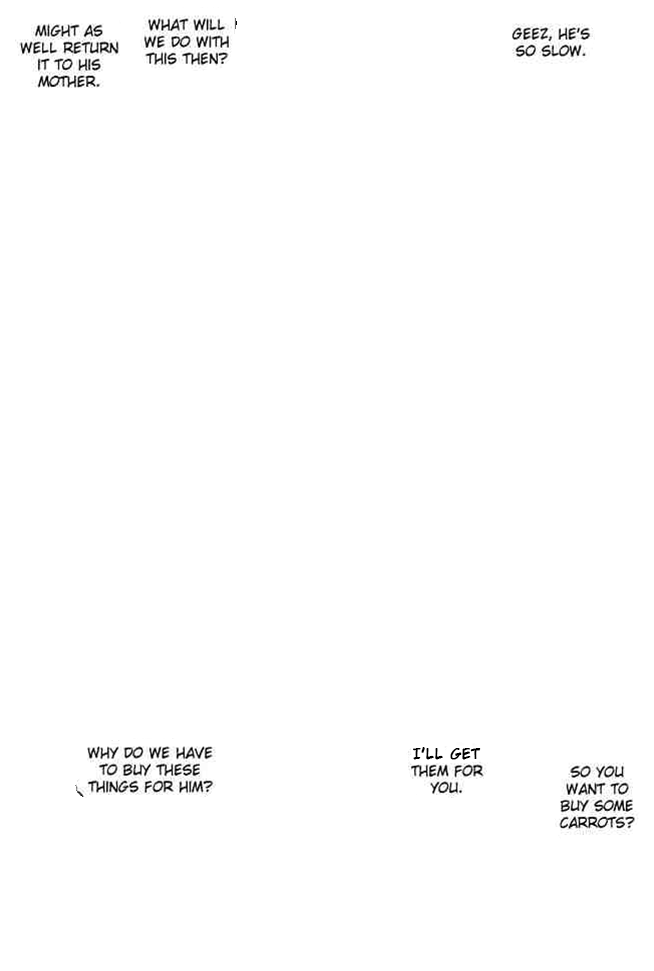 GEEZ, HE'S
SO SLOW.
WHAT WILL
WE DO WITH
THIS THEN?
MIGHT AS
WELL RETURN
IT TO HIS
MOTHER.
SO YOU
WANT TO
BUY SOME
CARROTS?
I'LL GET
THEM FOR
YOU.
WHY DO WE HAVE
TO BUY THESE
THINGS FOR HIM?